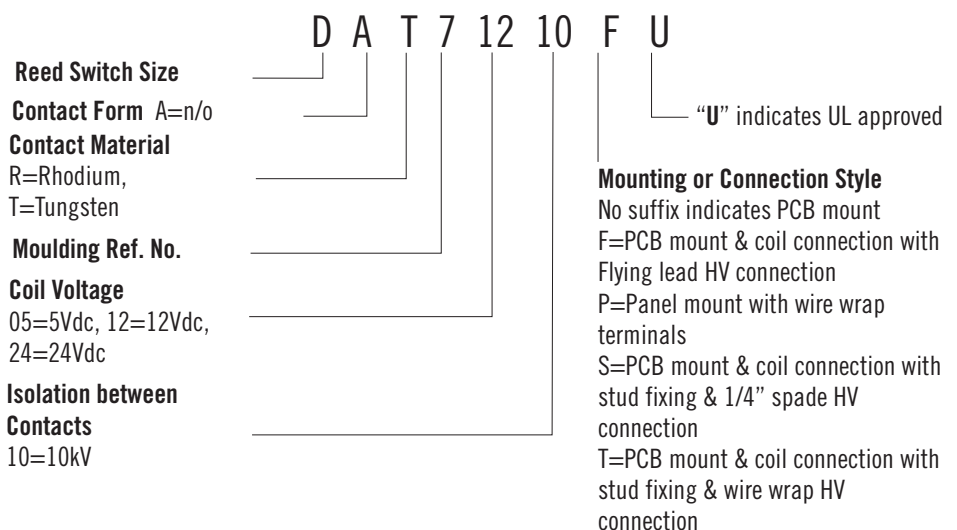 D A T 7 12 10 F U
Reed Switch Size
Contact Form A=n/o
Contact Material
R=Rhodium,
T=Tungsten
Moulding Ref. No.
Coil Voltage
05=5Vdc, 12=12Vdc,
24=24Vdc
Isolation between
Contacts
10=10kV
“U” indicates UL approved
Mounting or Connection Style
No suffix indicates PCB mount
F=PCB mount & coil connection with
Flying lead HV connection
P=Panel mount with wire wrap
terminals
S=PCB mount & coil connection with
stud fixing & 1/4” spade HV
connection
T=PCB mount & coil connection with
stud fixing & wire wrap HV
connection